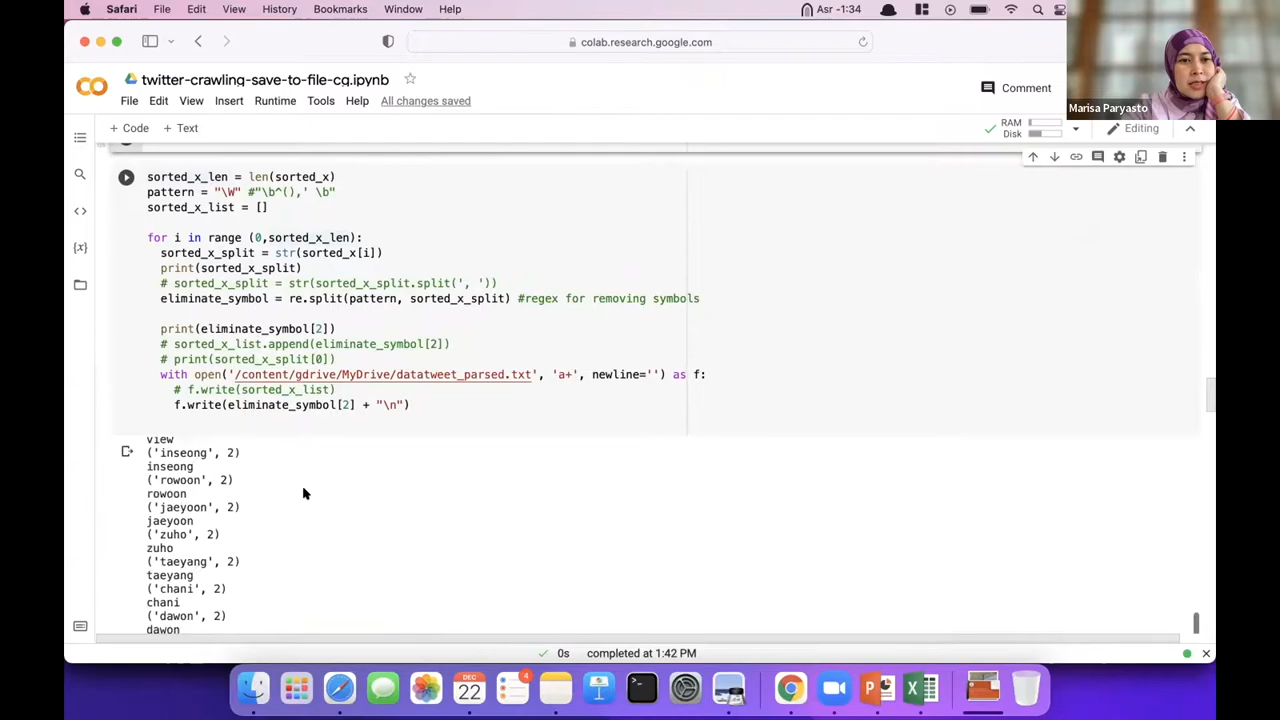 Safari File Edit View History Bookmarks Window Help Asr -1:34
colab.research.google.com
twitter-crawling-save-to-file-cg.ipynb
File Edit View Insert Runtime Tools Help All changes saved
Comment
Marisa Paryasto
+ Code + Text
RAM
Disk
Editing
sorted_x_len = len(sorted_x)
pattern = "\W" #"\b^(),' \b"
sorted_x_list = []
for i in range (0,sorted_x_len):
sorted_x_split = str(sorted_x[i])
print(sorted_x_split)
# sorted_x_split = str(sorted_x_split.split(', '))
eliminate_symbol = re.split(pattern, sorted_x_split) #regex for removing symbols
print(eliminate_symbol[2])
# sorted_x_list.append(eliminate_symbol[2])
# print(sorted_x_split[0])
with open('/content/gdrive/MyDrive/datatweet_parsed.txt', 'a+', newline='') as f:
# f.write(sorted_x_list)
f.write(eliminate_symbol[2] + "\n")
view
('inseong', 2)
inseong
('rowoon', 2)
rowoon
('jaeyoon', 2)
jaeyoon
('zuho', 2)
zuho
('taeyang', 2)
taeyang
('chani', 2)
chani
('dawon', 2)
dawon
0s completed at 1:42 PM
DEC
22
4